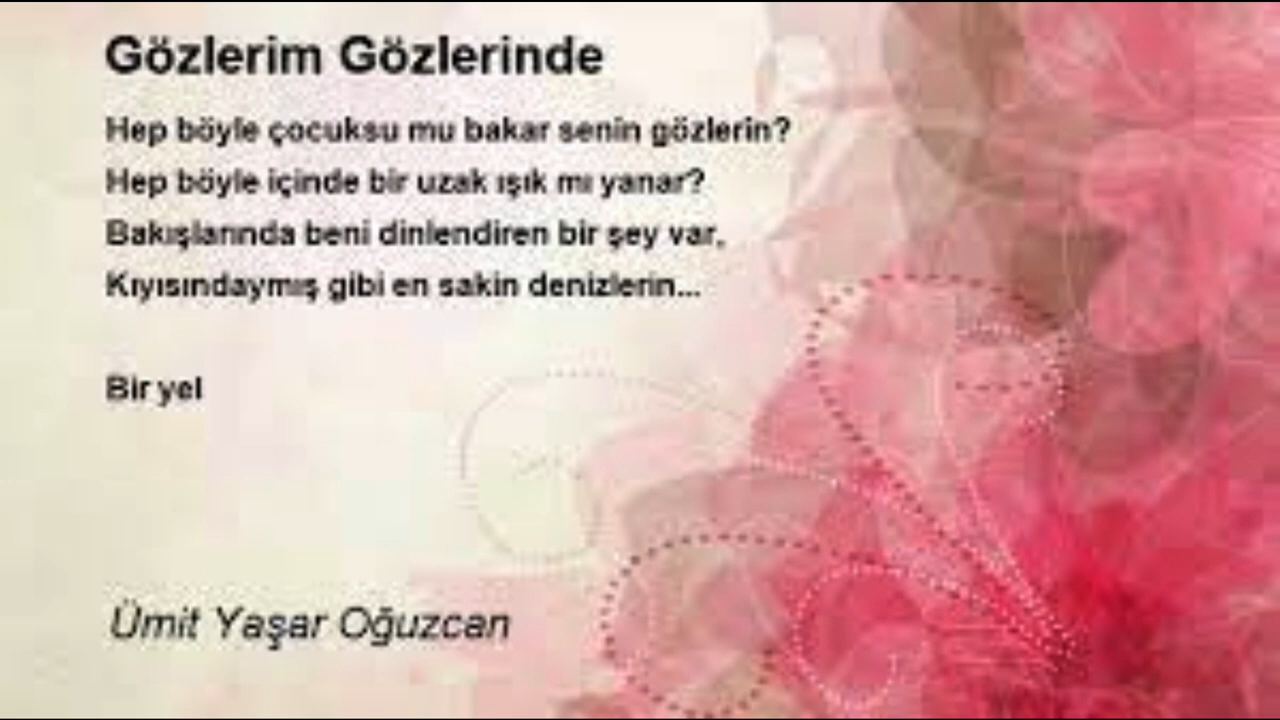 Gözlerim Gözlerinde
Hep böyle çocuksu mu bakar senin gözlerin?
Hep böyle içinde bir uzak ışık mı yanar?
Bakışlarında beni dinlendiren bir şey var,
Kıyısındaymış gibi en sakin denizlerin...
Bir yel
Ümit Yaşar Oğuzcan